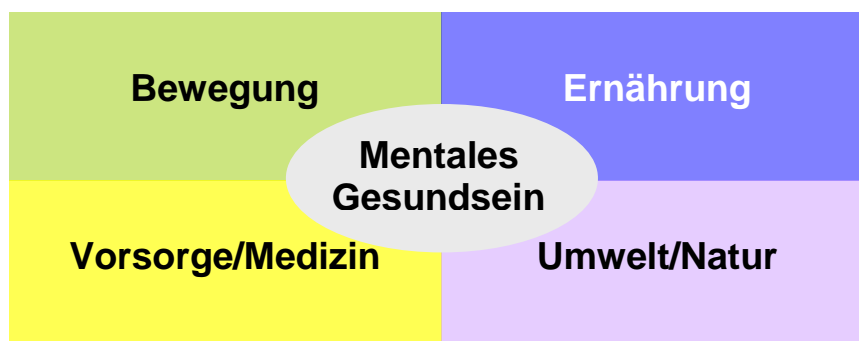 Bewegung
Ernährung
Mentales
Gesundsein
Vorsorge/Medizin
Umwelt/Natur